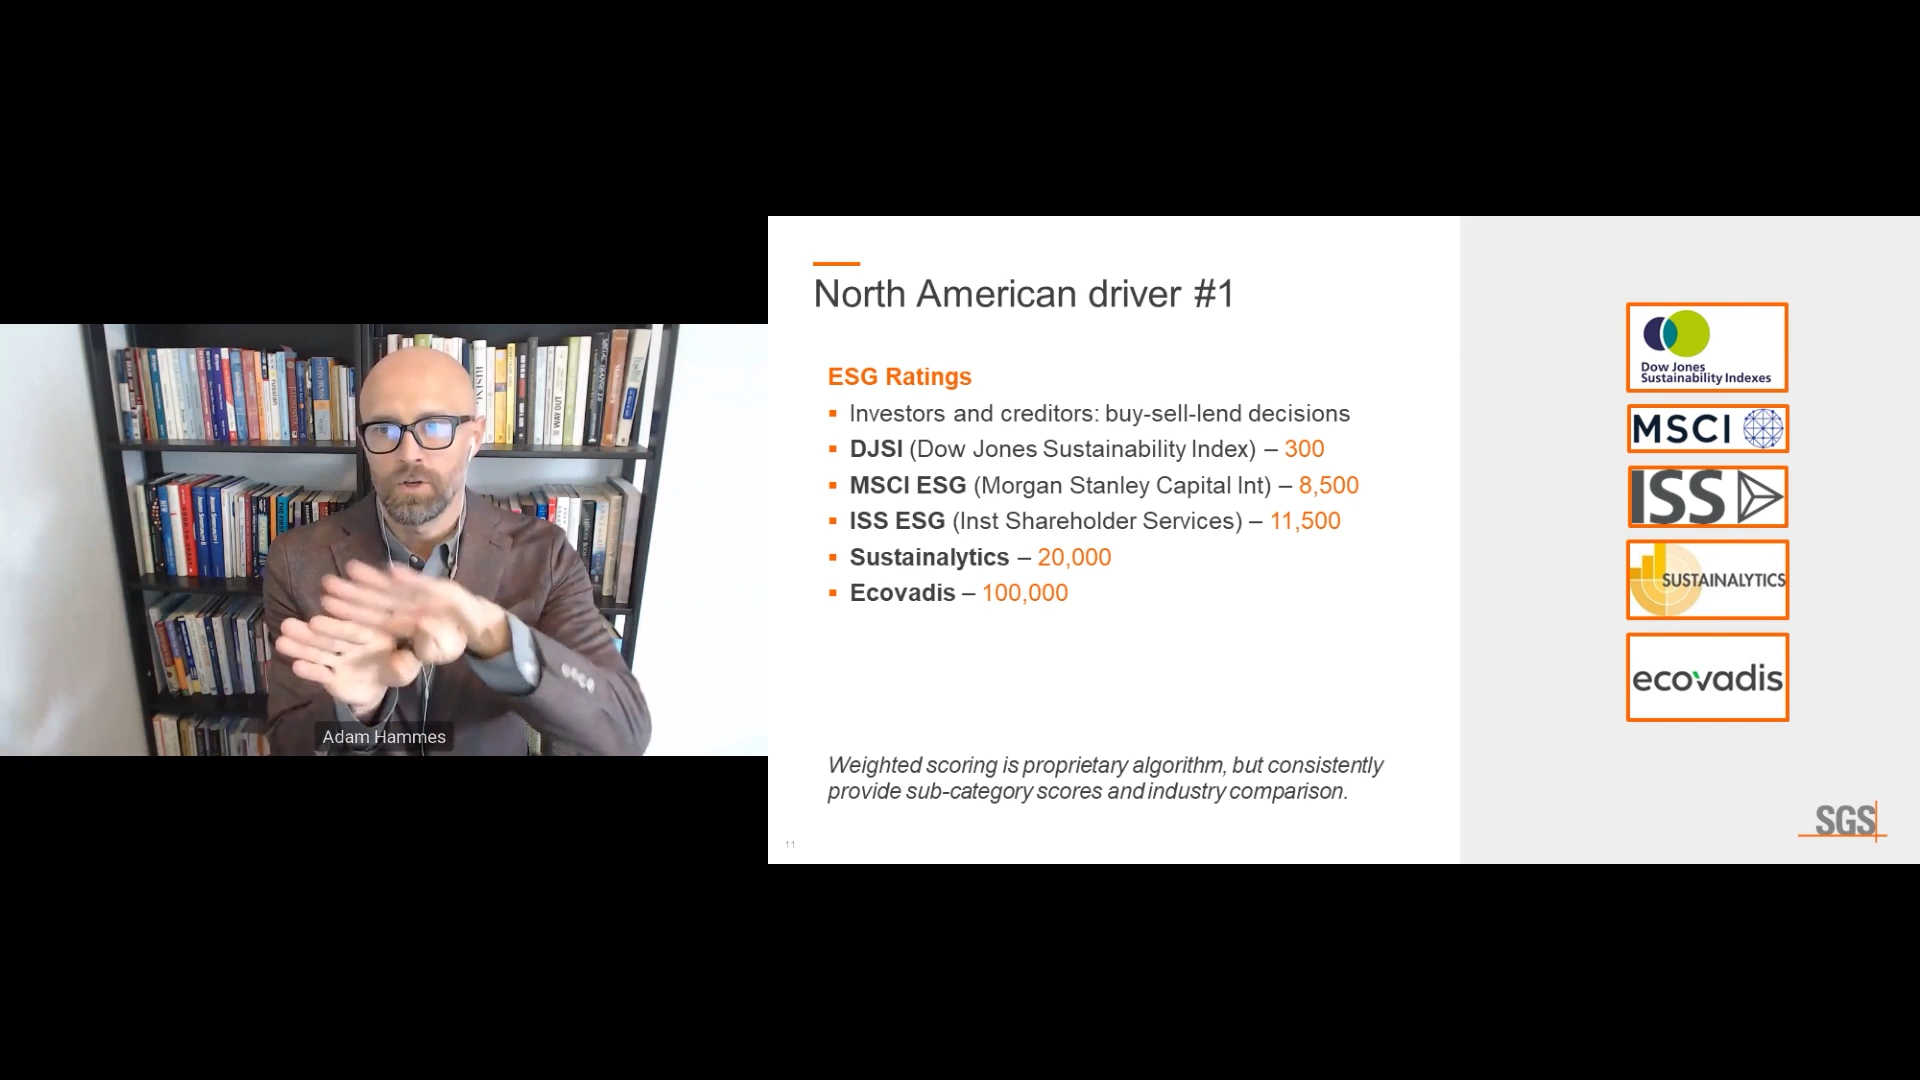 North American driver #1
ESG Ratings
Investors and creditors: buy-sell-lend decisions
DJSI (Dow Jones Sustainability Index) – 300
MSCI ESG (Morgan Stanley Capital Int) – 8,500
ISS ESG (Inst Shareholder Services) – 11,500
Sustainalytics – 20,000
Ecovadis – 100,000
Weighted scoring is proprietary algorithm, but consistently
provide sub-category scores and industry comparison.
11
Dow Jones
Sustainability Indexes
MSCI
ISS
SUSTAINALYTICS
ecovadis
SGS
Adam Hammes
WAY OUT
RISING